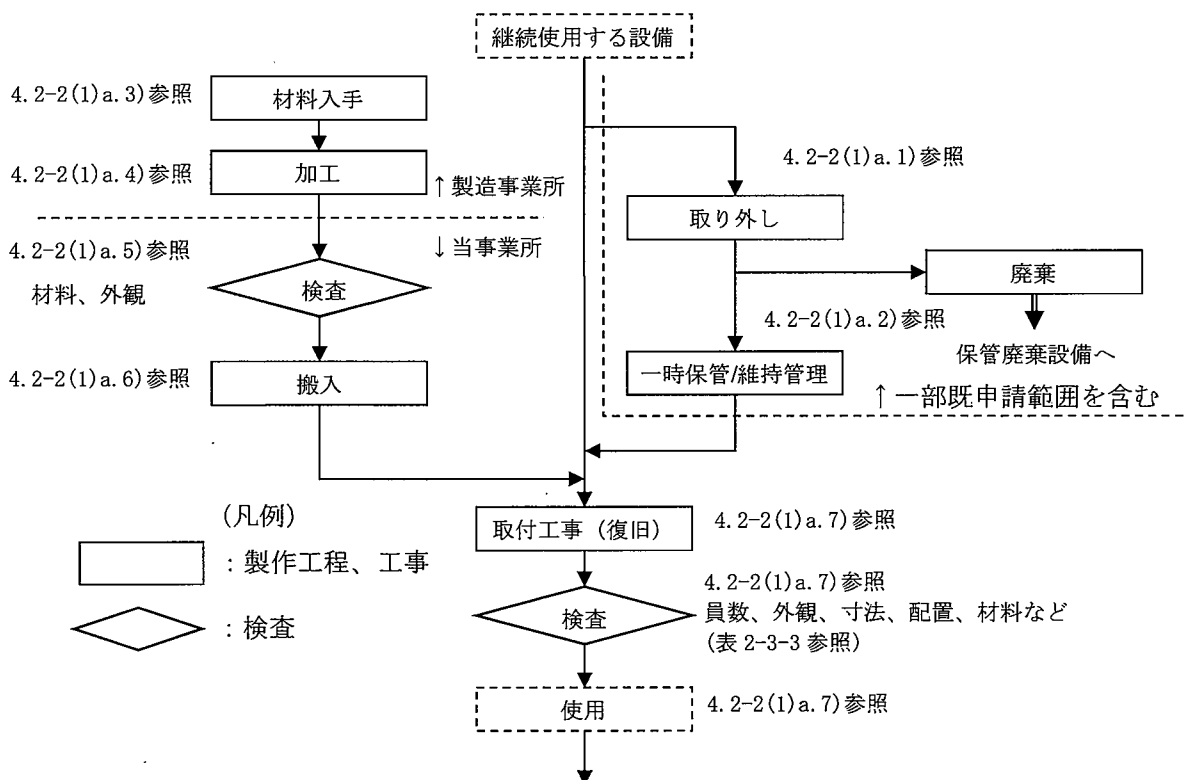 継続使用する設備
4.2-2(1)a.3)参照
材料入手
4.2-2(1)a.4)参照
加工
↑製造事業所
↓当事業所
4.2-2(1)a.5)参照
材料、外観
検査
4.2-2(1)a.6)参照
搬入
4.2-2(1)a.1)参照
取り外し
廃棄
4.2-2(1)a.2)参照
保管廃棄設備へ
一時保管/維持管理
↑一部既申請範囲を含む
取付工事（復旧）
4.2-2(1)a.7)参照
検査
4.2-2(1)a.7)参照
員数、外観、寸法、配置、材料など
(表 2-3-3 参照)
使用
4.2-2(1)a.7)参照
(凡例)
：製作工程、工事
：検査